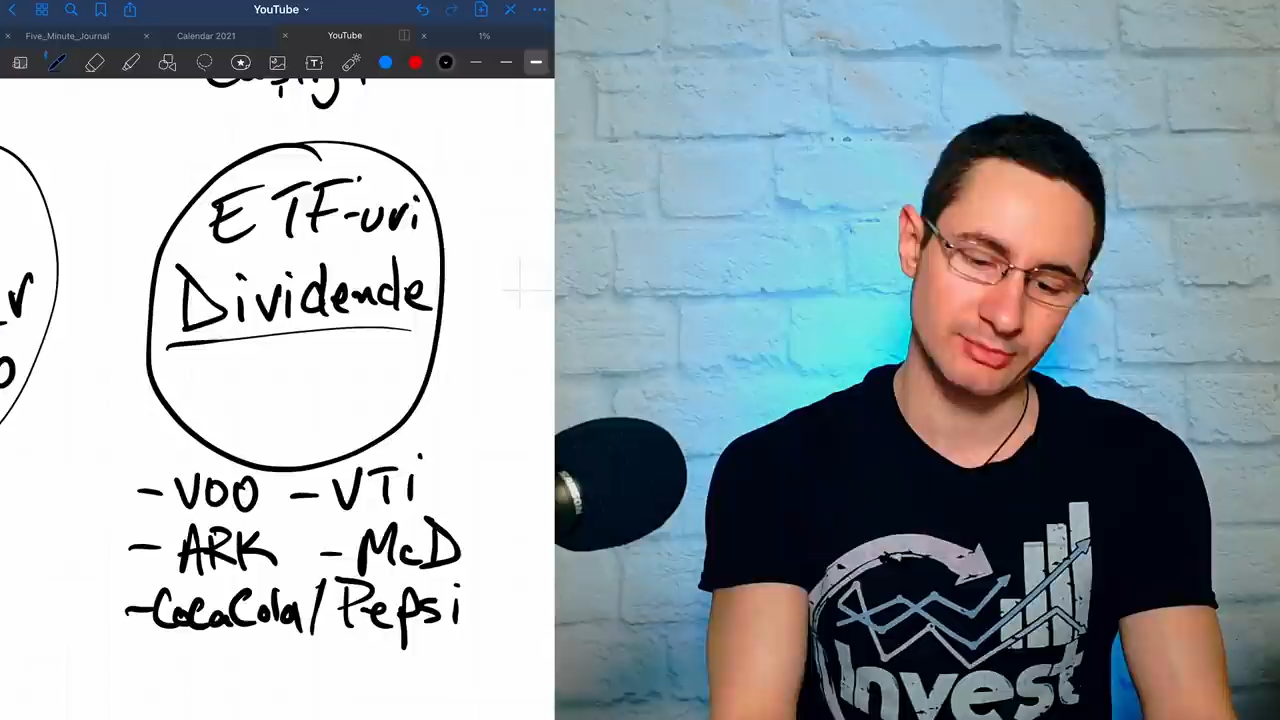 YouTube
Five_Minute_Journal
Calendar 2021
YouTube
1%
ETF-uri
Dividende
- VOO - VTi
- ARK - McD
- CocaCola / Pepsi
Invest